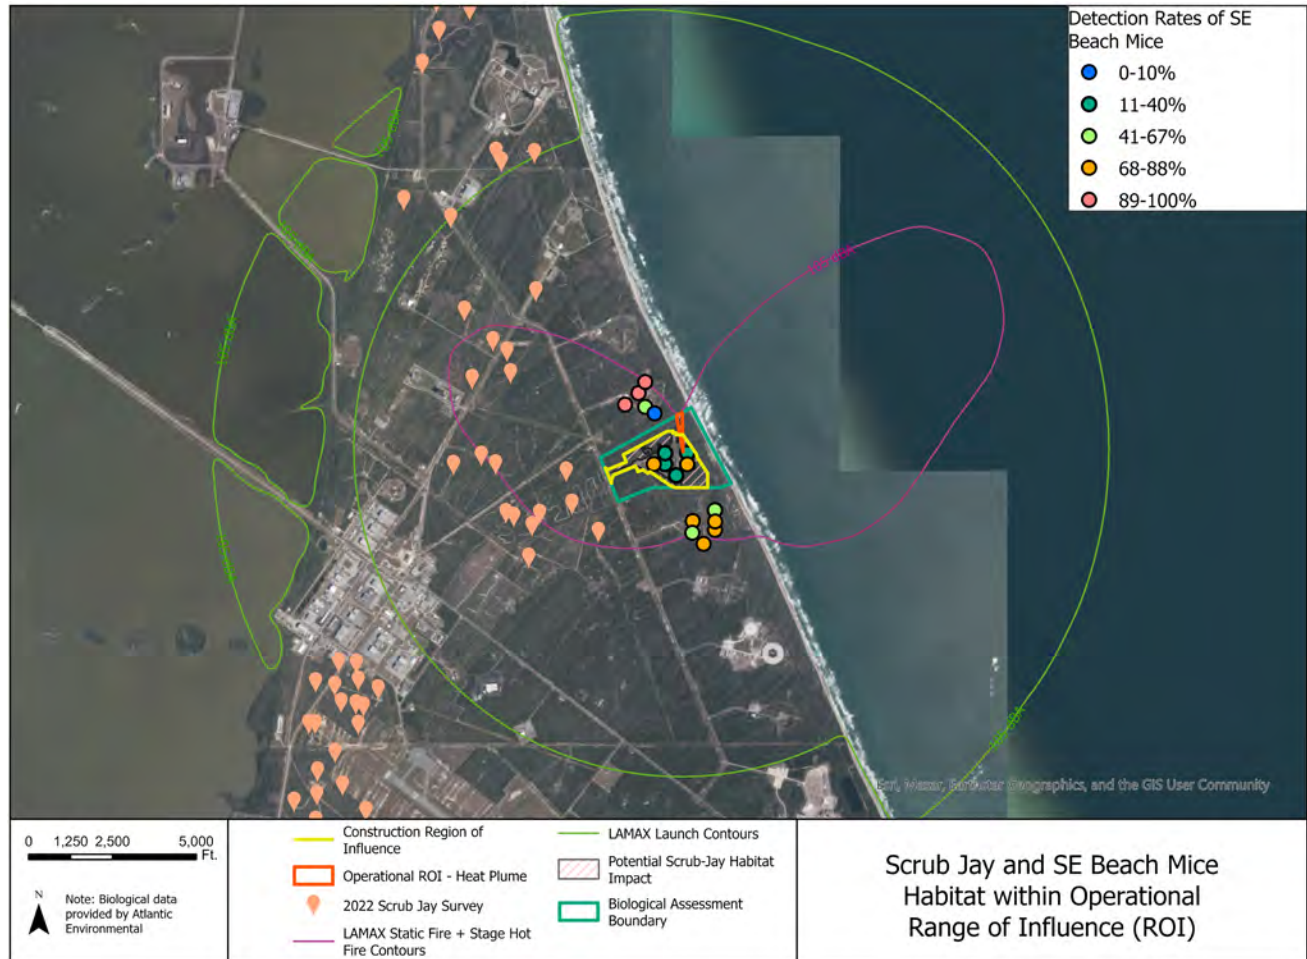 Detection Rates of SE
Beach Mice
0-10%
11-40%
41-67%
68-88%
89-100%
Esri, Maxar, Earthstar Geographics, and the GIS User Community
0 1,250 2,500 5,000
Ft.
N
Note: Biological data
provided by Atlantic
Environmental
Construction Region of
Influence
Operational ROI - Heat Plume
2022 Scrub Jay Survey
LAMAX Static Fire + Stage Hot
Fire Contours
LAMAX Launch Contours
Potential Scrub-Jay Habitat
Impact
Biological Assessment
Boundary
Scrub Jay and SE Beach Mice
Habitat within Operational
Range of Influence (ROI)